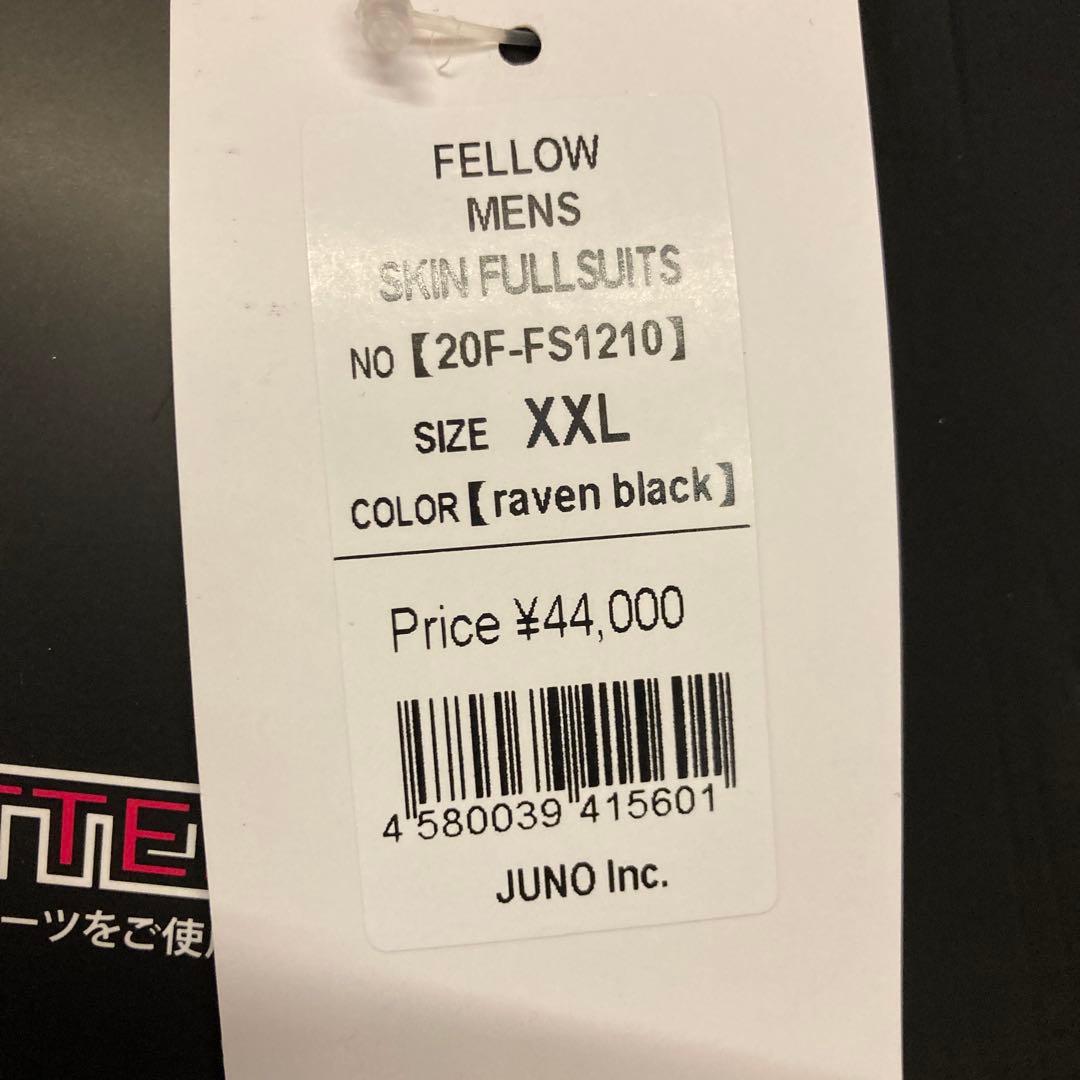 FELLOW
MENS
SKIN FULLSUITS
NO【20F-FS1210】
SIZE XXL
COLOR【raven black】
Price ¥44,000
4 580039 415601
JUNO Inc.
TTE
ーツをご使